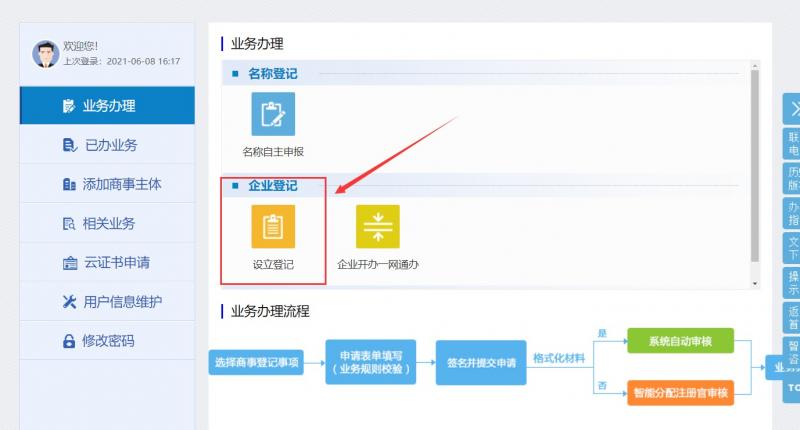 欢迎您!
上次登录：2021-06-08 16:17
业务办理
已办业务
添加商事主体
相关业务
云证书申请
用户信息维护
修改密码
业务办理
名称登记
名称自主申报
企业登记
设立登记
企业开办一网通办
业务办理流程
选择商事登记事项
申请表单填写
（业务规则校验）
签名并提交申请
格式化材料
是
系统自动审核
否
智能分配注册官审核
业务
联
电
历史
版
办
指
文
下
操
示
返
首
智
咨
TO